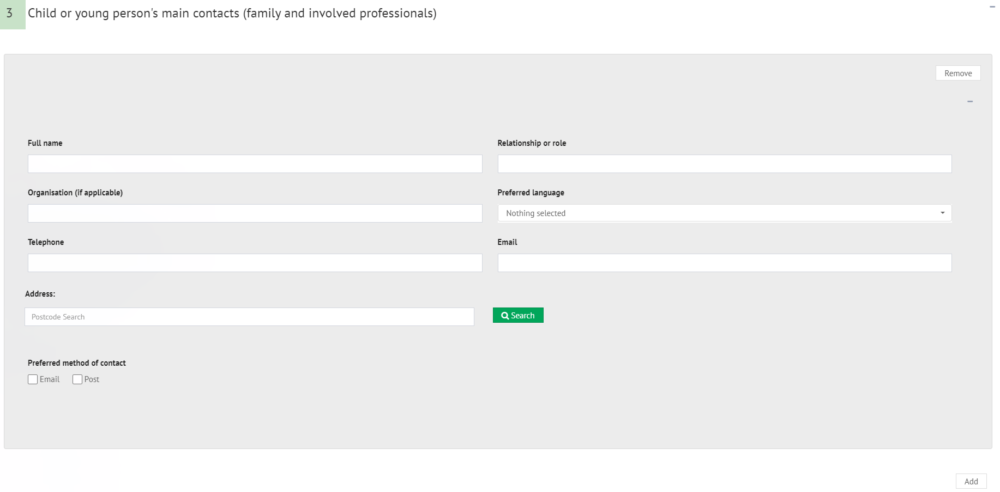 3 Child or young person's main contacts (family and involved professionals)
Remove
Full name Relationship or role
Organisation (if applicable) Preferred language
Nothing selected
Telephone Email
Address:
Postcode Search Search
Preferred method of contact
Email Post
Add